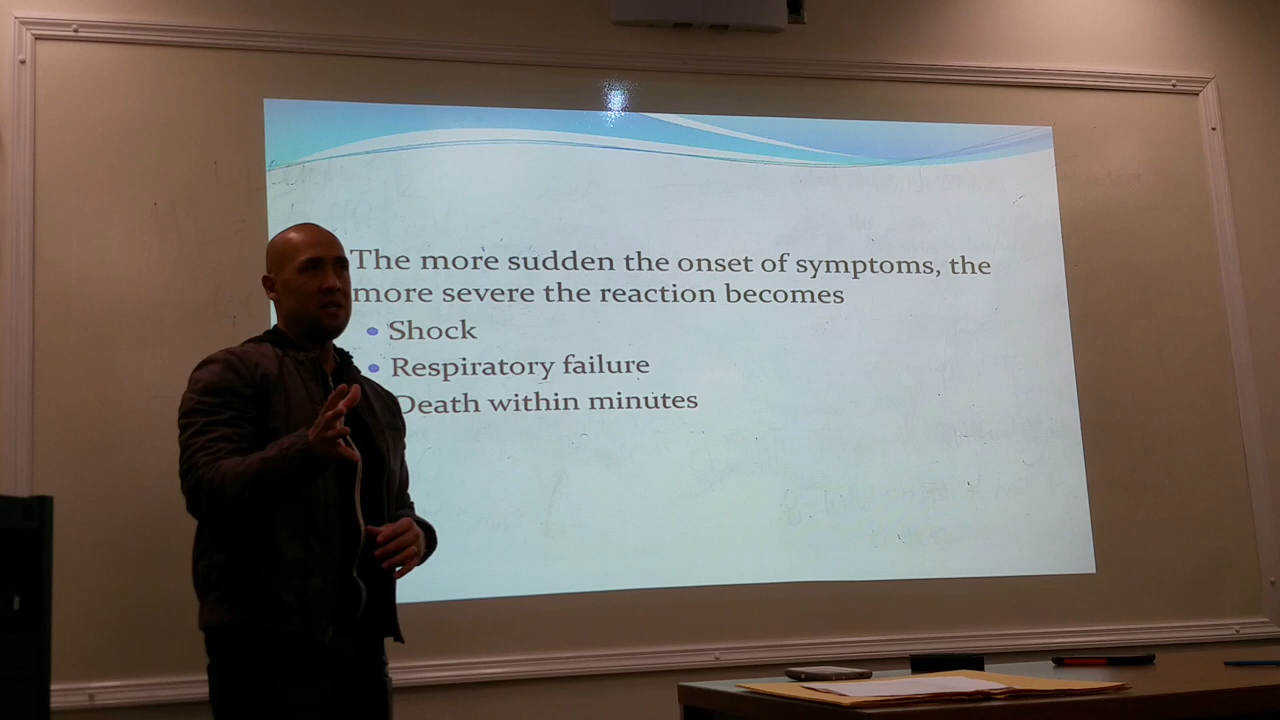 The more sudden the onset of symptoms, the
more severe the reaction becomes
• Shock
• Respiratory failure
Death within minutes